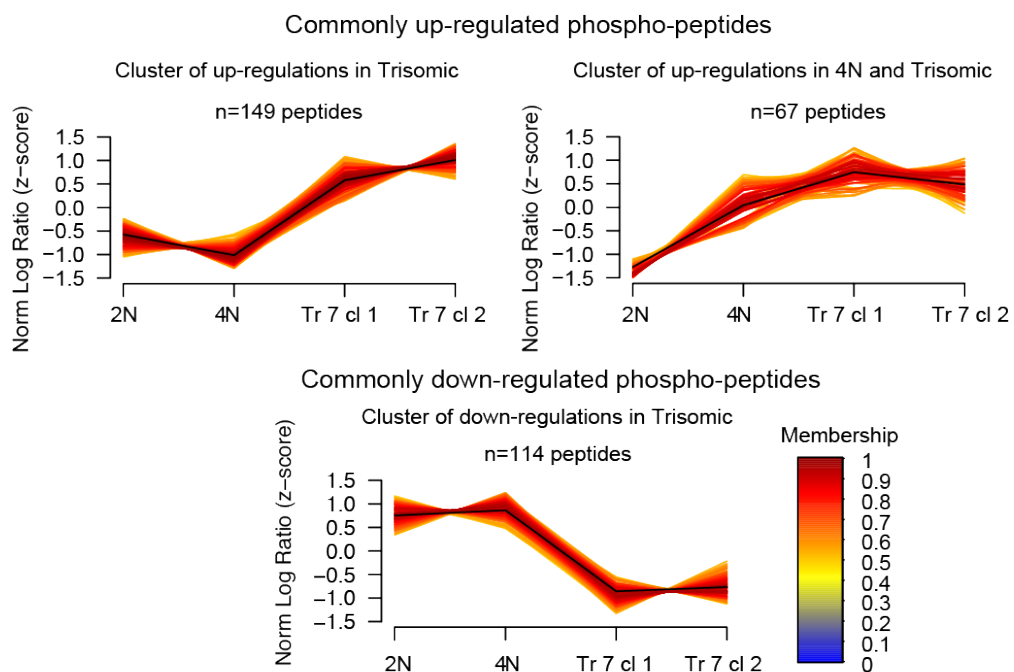 Commonly up-regulated phospho-peptides
Cluster of up-regulations in Trisomic
n=149 peptides
Norm Log Ratio (z−score)
1.5
1.0
0.5
0.0
−0.5
−1.0
−1.5
2N 4N Tr 7 cl 1 Tr 7 cl 2
Cluster of up-regulations in 4N and Trisomic
n=67 peptides
Norm Log Ratio (z−score)
1.5
1.0
0.5
0.0
−0.5
−1.0
−1.5
2N 4N Tr 7 cl 1 Tr 7 cl 2
Commonly down-regulated phospho-peptides
Cluster of down-regulations in Trisomic
n=114 peptides
Norm Log Ratio (z−score)
1.5
1.0
0.5
0.0
−0.5
−1.0
−1.5
2N 4N Tr 7 cl 1 Tr 7 cl 2
Membership
1
0.9
0.8
0.7
0.6
0.5
0.4
0.3
0.2
0.1
0